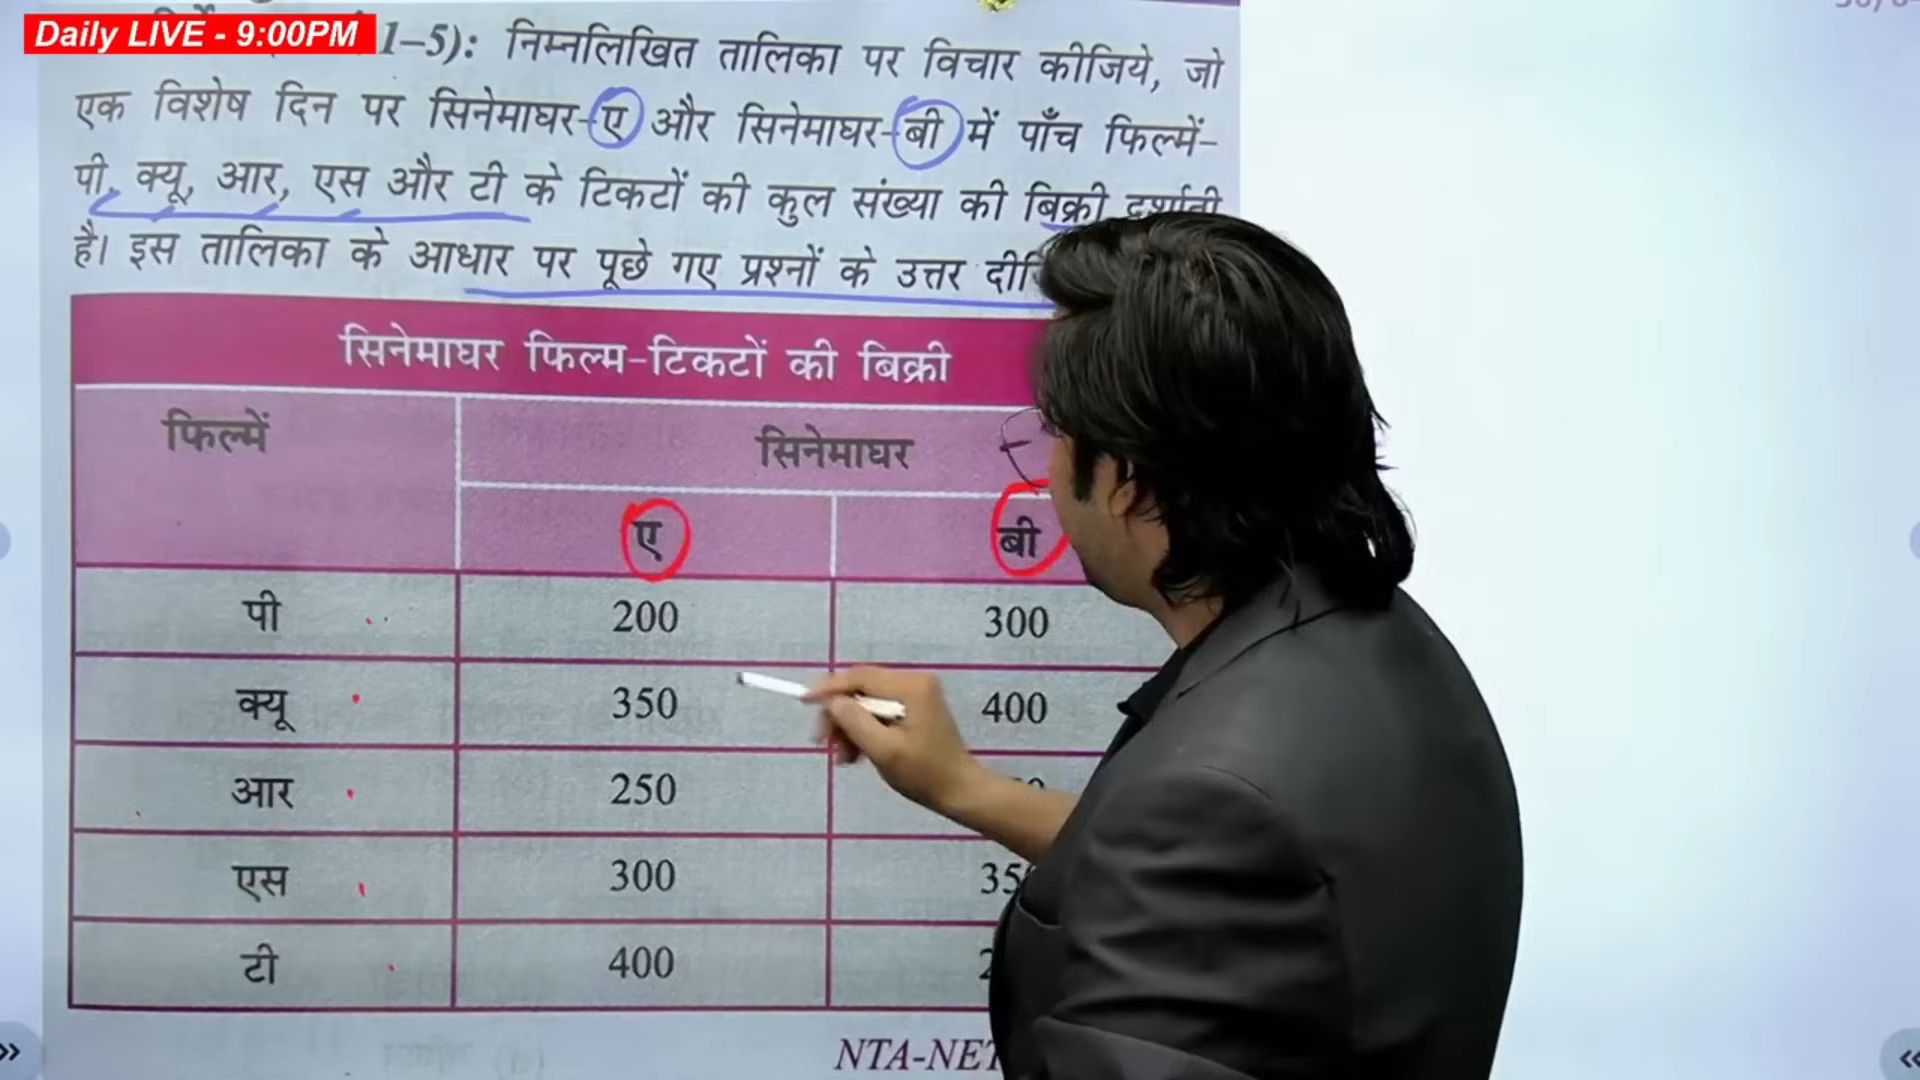 Daily LIVE - 9:00PM
1–5): निम्नलिखित तालिका पर विचार कीजिये, जो
एक विशेष दिन पर सिनेमाघर-ए और सिनेमाघर-बी में पाँच फिल्में-
पी, क्यू, आर, एस और टी के टिकटों की कुल संख्या की बिक्री दर्शाती
है। इस तालिका के आधार पर पूछे गए प्रश्नों के उत्तर
सिनेमाघर फिल्म-टिकटों की बिक्री
फिल्में सिनेमाघर
ए बी
पी 200 300
क्यू 350 400
आर 250
एस 300
टी 400
NTA-NET